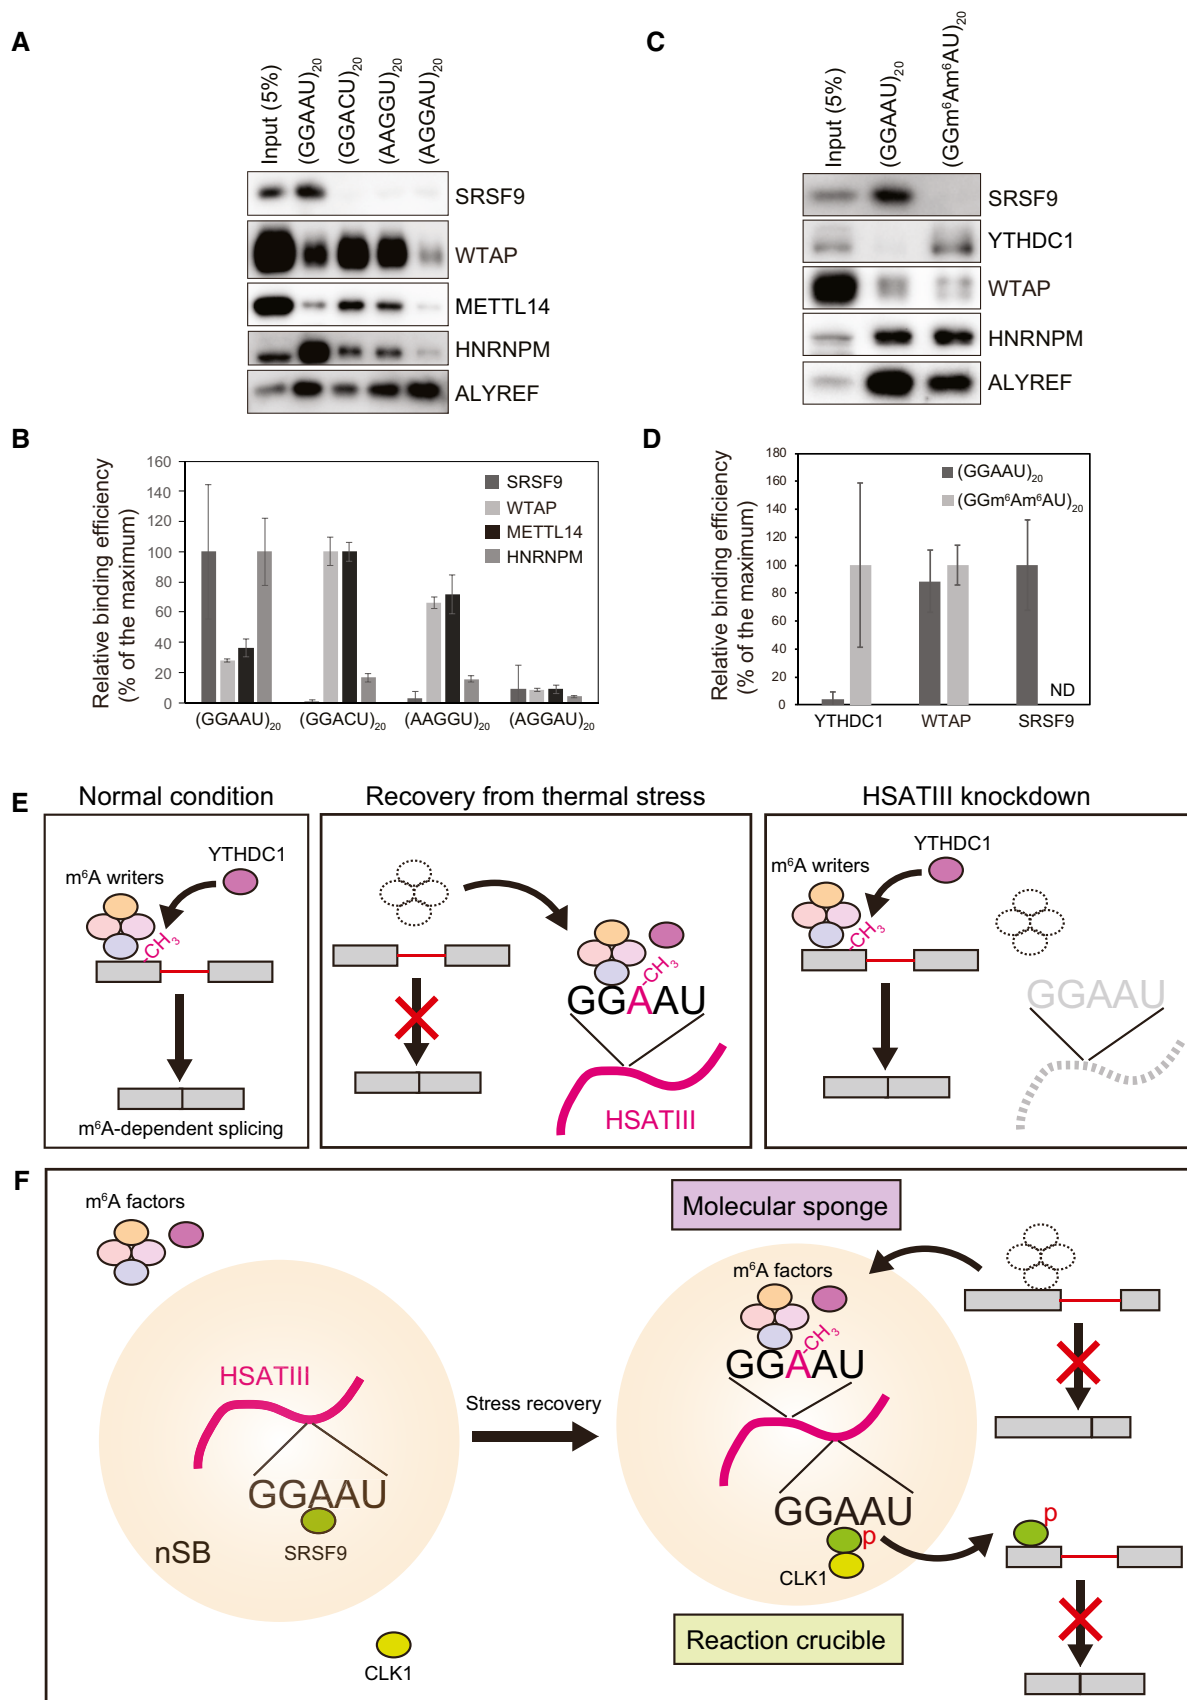 A
Input (5%)
(GGAAU)20
(GGACU)20
(AAGGU)20
(AGGAU)20
SRSF9
WTAP
METTL14
HNRNPM
ALYREF
C
Input (5%)
(GGAAU)20
(GGm6Am6AU)20
SRSF9
YTHDC1
WTAP
HNRNPM
ALYREF
B
Relative binding efficiency
(% of the maximum)
160
140
120
100
80
60
40
20
0
SRSF9
WTAP
METTL14
HNRNPM
(GGAAU)20
(GGACU)20
(AAGGU)20
(AGGAU)20
D
Relative binding efficiency
(% of the maximum)
180
160
140
120
100
80
60
40
20
0
(GGAAU)20
(GGm6Am6AU)20
ND
YTHDC1
WTAP
SRSF9
E
Normal condition
YTHDC1
m6A writers
-CH3
m6A-dependent splicing
Recovery from thermal stress
-CH3
GGAAU
HSATIII
HSATIII knockdown
YTHDC1
m6A writers
-CH3
GGAAU
F
m6A factors
HSATIII
GGAAU
SRSF9
nSB
CLK1
Stress recovery
Molecular sponge
m6A factors
-CH3
GGAAU
GGAAU
p
CLK1
Reaction crucible
p